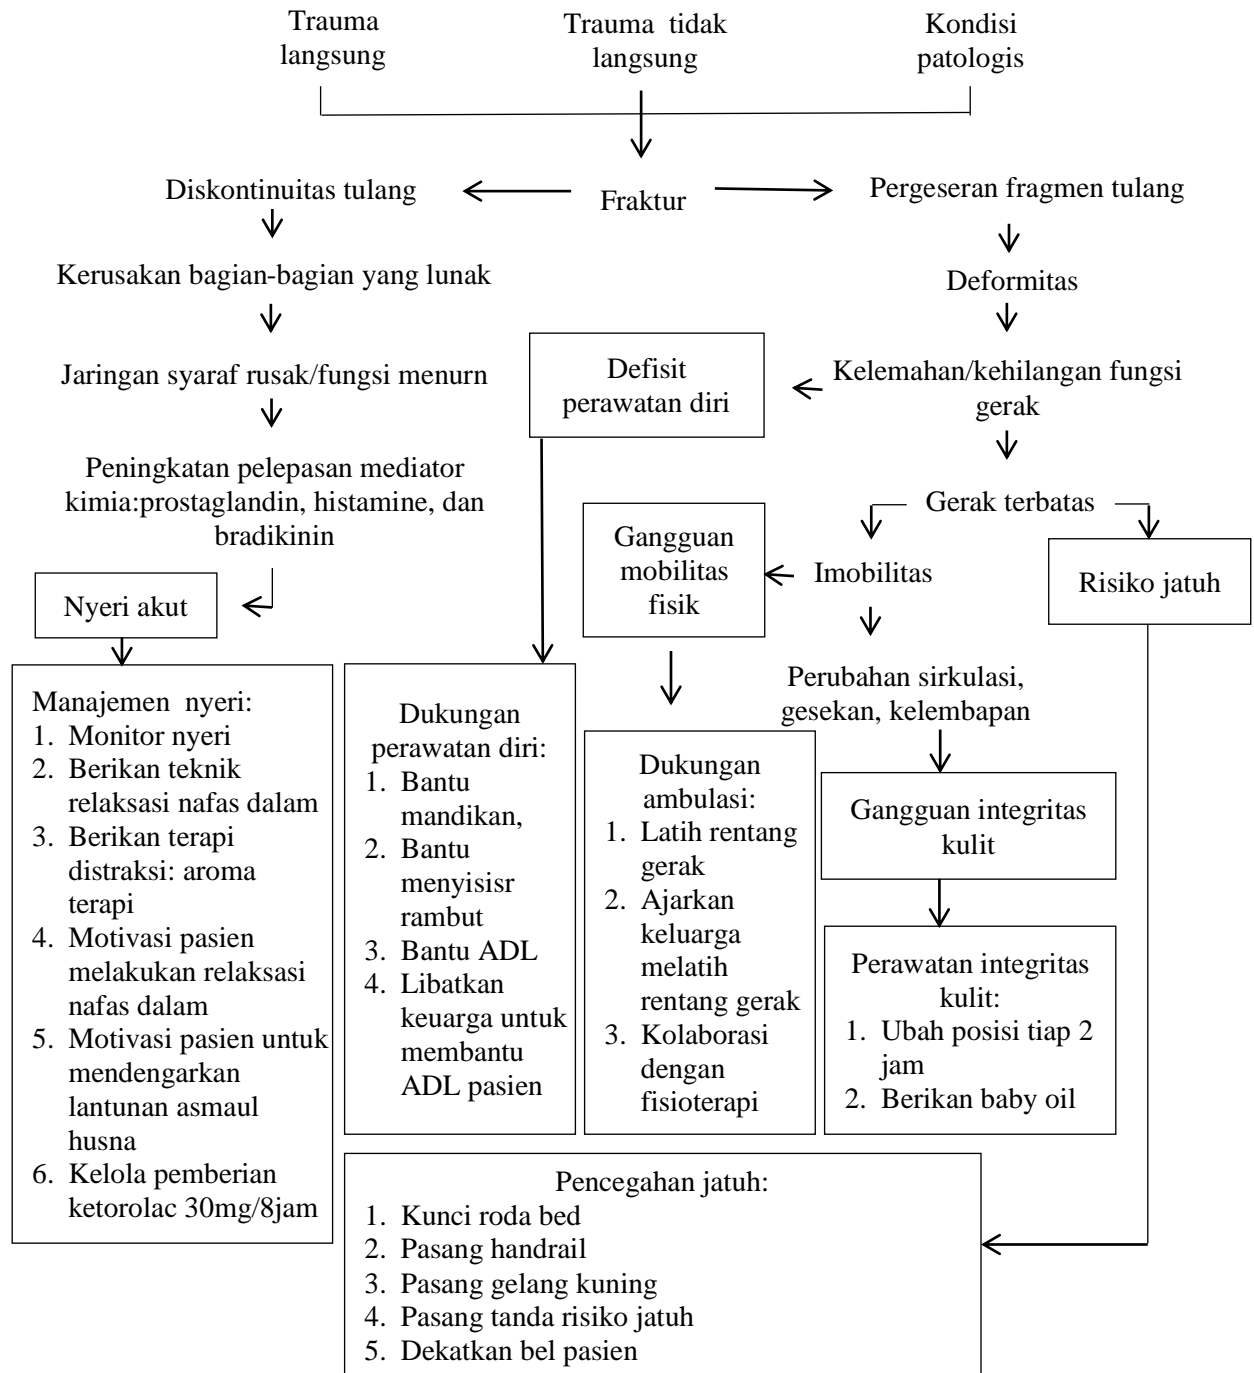 Trauma
langsung
Trauma tidak
langsung
Kondisi
patologis
Diskontinuitas tulang
Fraktur
Pergeseran fragmen tulang
Kerusakan bagian-bagian yang lunak
Deformitas
Jaringan syaraf rusak/fungsi menurn
Defisit
perawatan diri
Kelemahan/kehilangan fungsi
gerak
Peningkatan pelepasan mediator
kimia:prostaglandin, histamine, dan
bradikinin
Gerak terbatas
Gangguan
mobilitas
fisik
Imobilitas
Risiko jatuh
Nyeri akut
Perubahan sirkulasi,
gesekan, kelembapan
Manajemen nyeri:
1. Monitor nyeri
2. Berikan teknik
relaksasi nafas dalam
3. Berikan terapi
distraksi: aroma
terapi
4. Motivasi pasien
melakukan relaksasi
nafas dalam
5. Motivasi pasien untuk
mendengarkan
lantunan asmaul
husna
6. Kelola pemberian
ketorolac 30mg/8jam
Dukungan
perawatan diri:
1. Bantu
mandikan,
2. Bantu
menyisisr
rambut
3. Bantu ADL
4. Libatkan
keuarga untuk
membantu
ADL pasien
Dukungan
ambulasi:
1. Latih rentang
gerak
2. Ajarkan
keluarga
melatih
rentang gerak
3. Kolaborasi
dengan
fisioterapi
Gangguan integritas
kulit
Perawatan integritas
kulit:
1. Ubah posisi tiap 2
jam
2. Berikan baby oil
Pencegahan jatuh:
1. Kunci roda bed
2. Pasang handrail
3. Pasang gelang kuning
4. Pasang tanda risiko jatuh
5. Dekatkan bel pasien